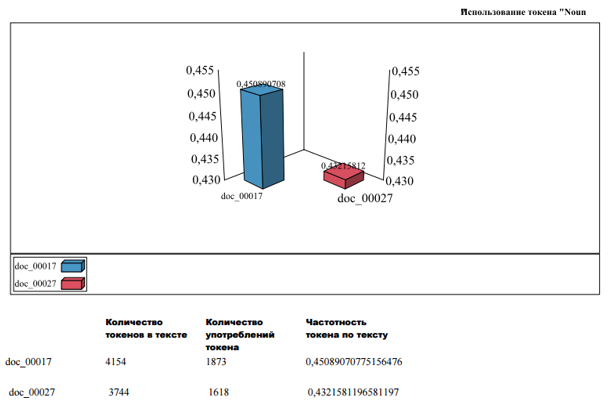 Использование токена "Noun
0,455 0,455
0,450890708
0,450 0,450
0,445 0,445
0,440 0,440
0,43215812
0,435 0,435
0,430 0,430
doc_00017 doc_00027
doc_00017
doc_00027
Количество токенов в тексте
Количество употреблений токена
Частотность токена по тексту
doc_00017 4154 1873 0,45089070775156476
doc_00027 3744 1618 0,4321581196581197